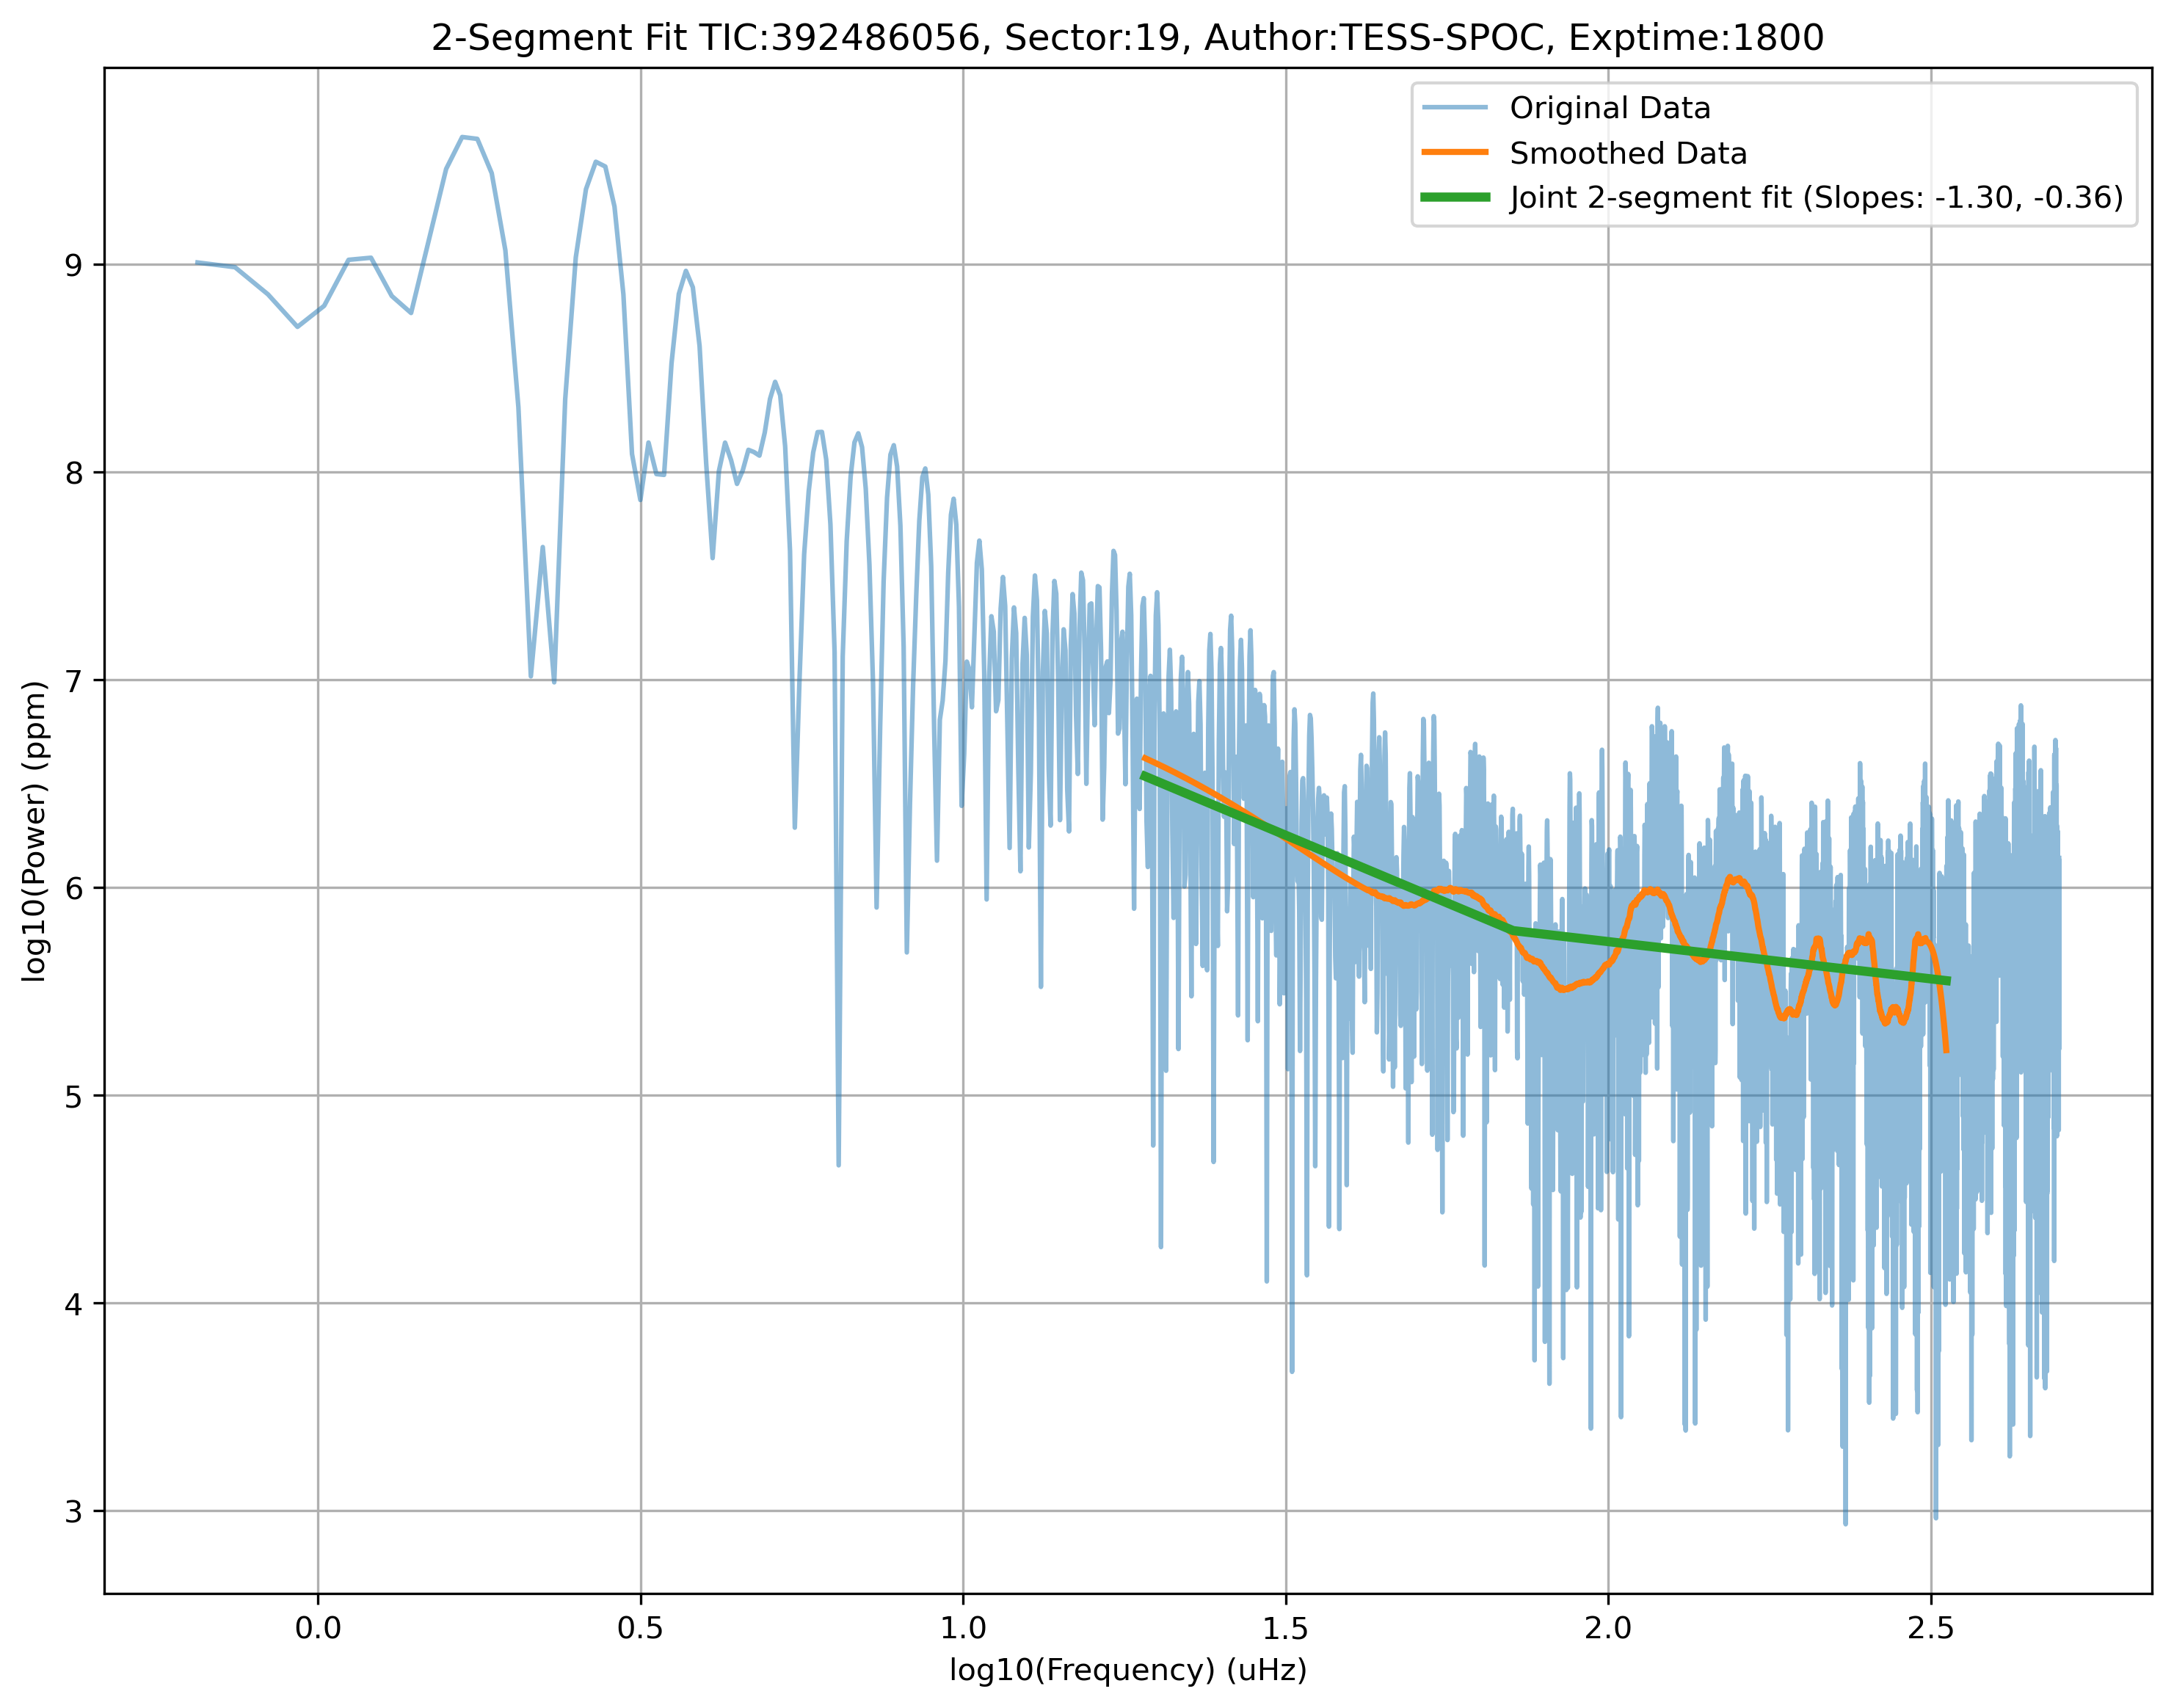 2-Segment Fit TIC:392486056, Sector:19, Author:TESS-SPOC, Exptime:1800
Original Data
Smoothed Data
Joint 2-segment fit (Slopes: -1.30, -0.36)
log10(Power) (ppm)
9
8
7
6
5
4
3
0.0 0.5 1.0 1.5 2.0 2.5
log10(Frequency) (uHz)